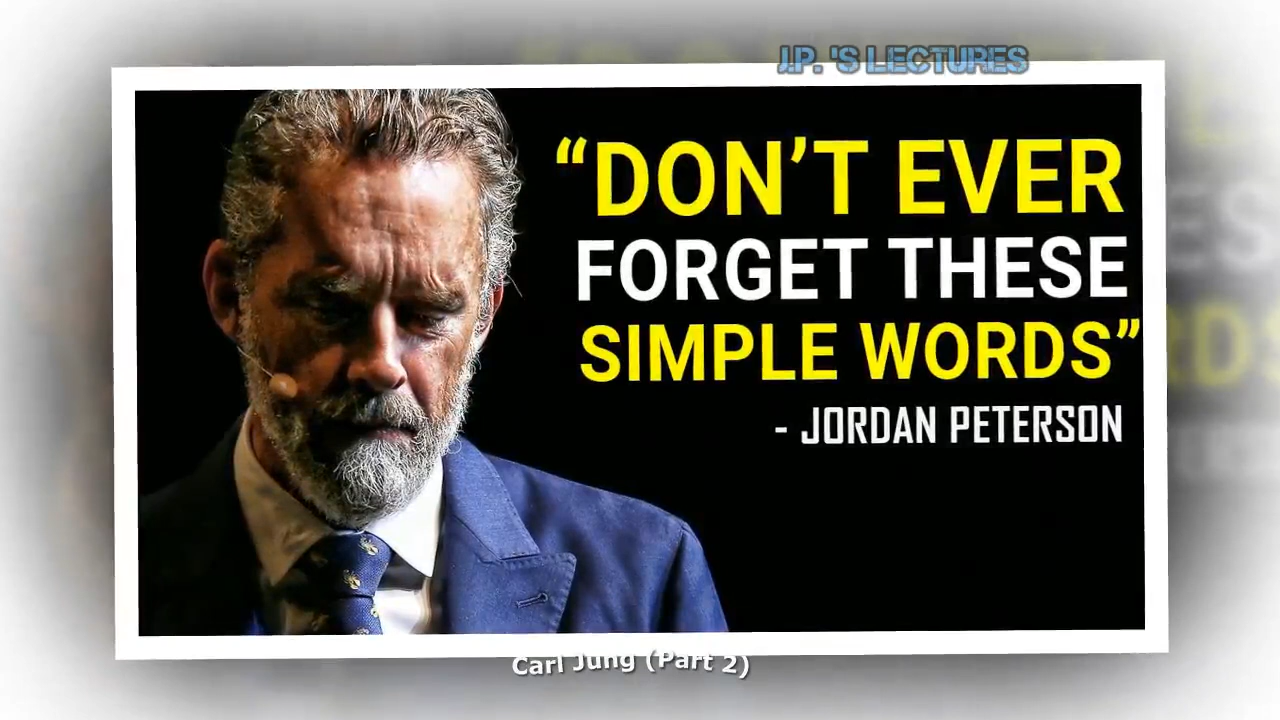 J.P. 'S LECTURES
“DON’T EVER
FORGET THESE
SIMPLE WORDS”
- JORDAN PETERSON
Carl Jung (Part 2)